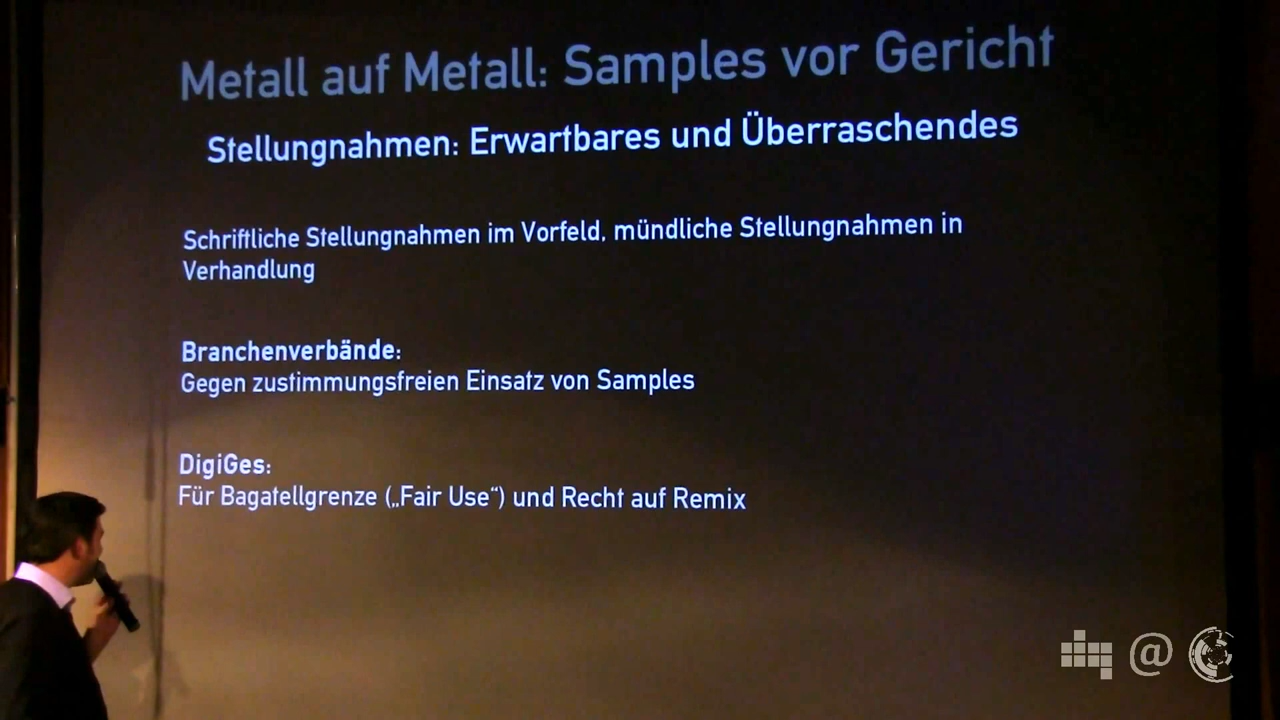 Metall auf Metall: Samples vor Gericht
Stellungnahmen: Erwartbares und Überraschendes
Schriftliche Stellungnahmen im Vorfeld, mündliche Stellungnahmen in
Verhandlung
Branchenverbände:
Gegen zustimmungsfreien Einsatz von Samples
DigiGes:
Für Bagatellgrenze („Fair Use“) und Recht auf Remix
@